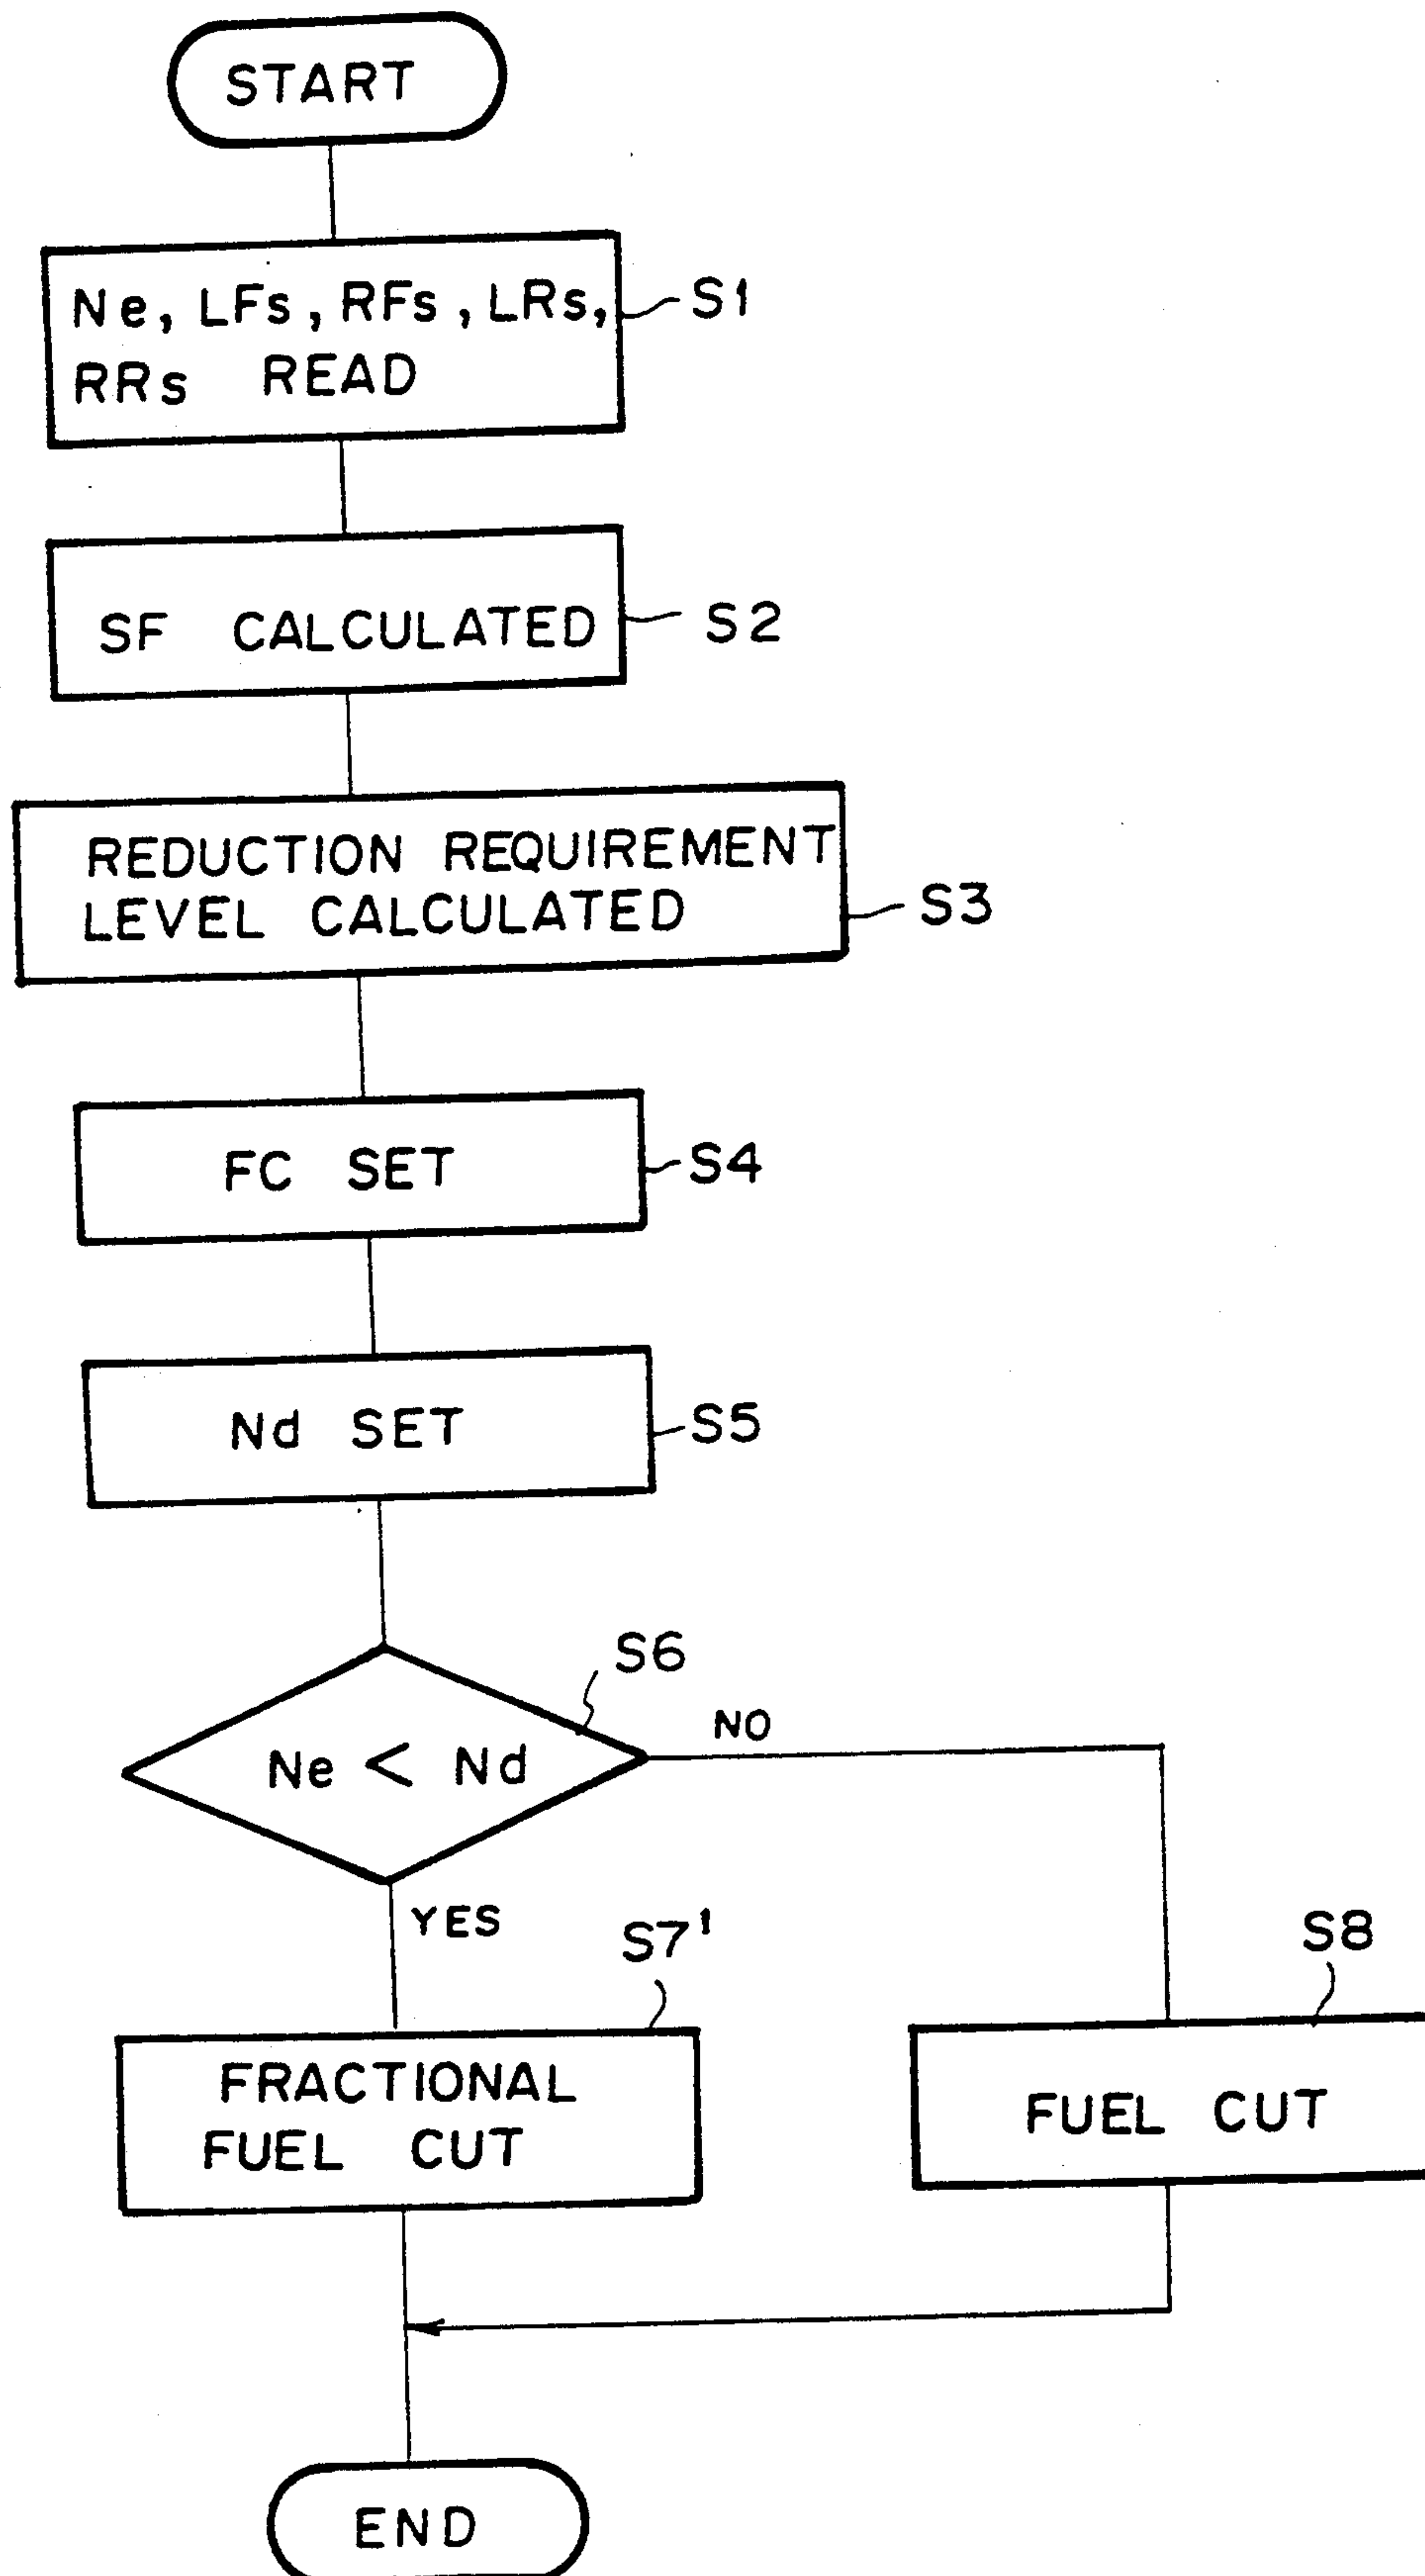 START
Ne, LFs, RFs, LRs,
RRs READ
S1
SF CALCULATED
S2
REDUCTION REQUIREMENT
LEVEL CALCULATED
S3
FC SET
S4
Nd SET
S5
S6
Ne < Nd
NO
YES
S7'
FRACTIONAL
FUEL CUT
S8
FUEL CUT
END